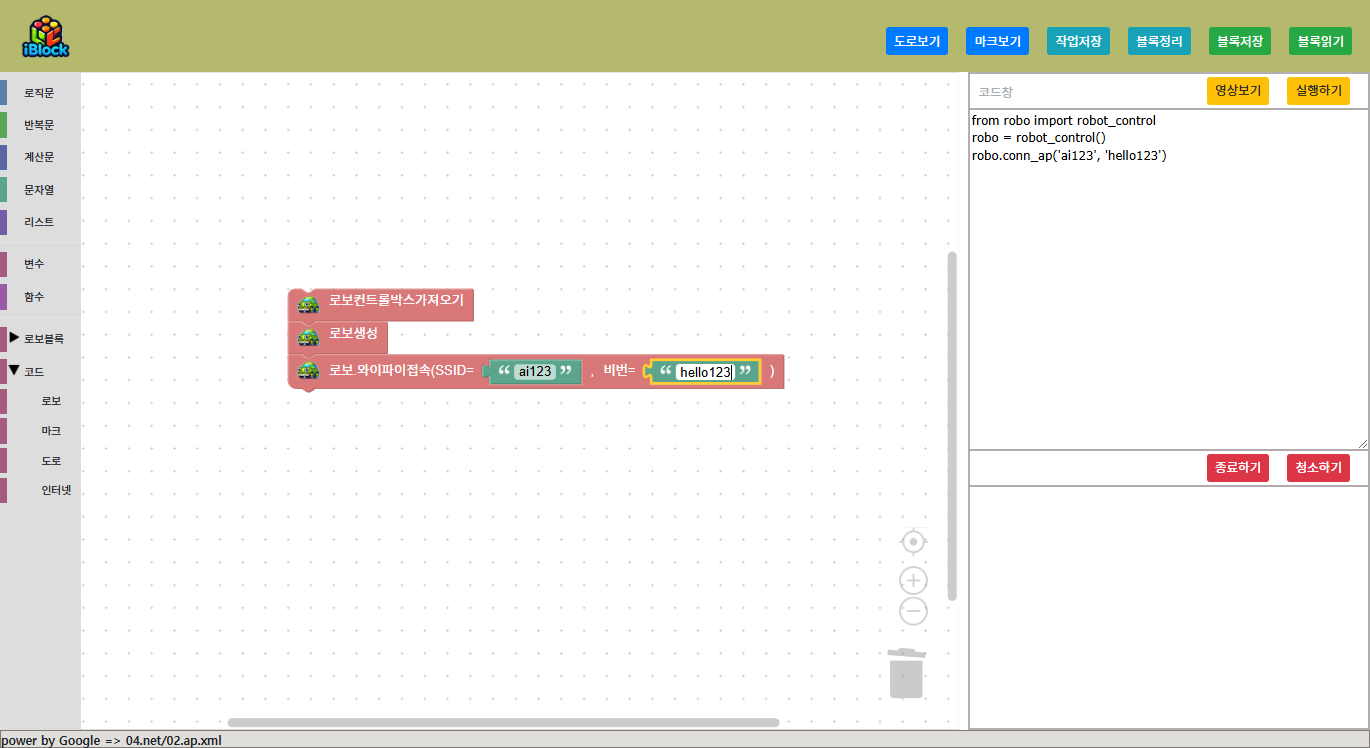 iBlock
도로보기 마크보기 작업저장 블록정리 블록저장 블록읽기
로직문
반복문
계산문
문자열
리스트
변수
함수
로보블록
코드
로보
마크
도로
인터넷
로보컨트롤박스가져오기
로보생성
로보.와이파이접속(SSID= “ ai123 ” , 비번= “ hello123 ” )
코드창 영상보기 실행하기
from robo import robot_control
robo = robot_control()
robo.conn_ap('ai123', 'hello123')
종료하기 청소하기
power by Google => 04.net/02.ap.xml